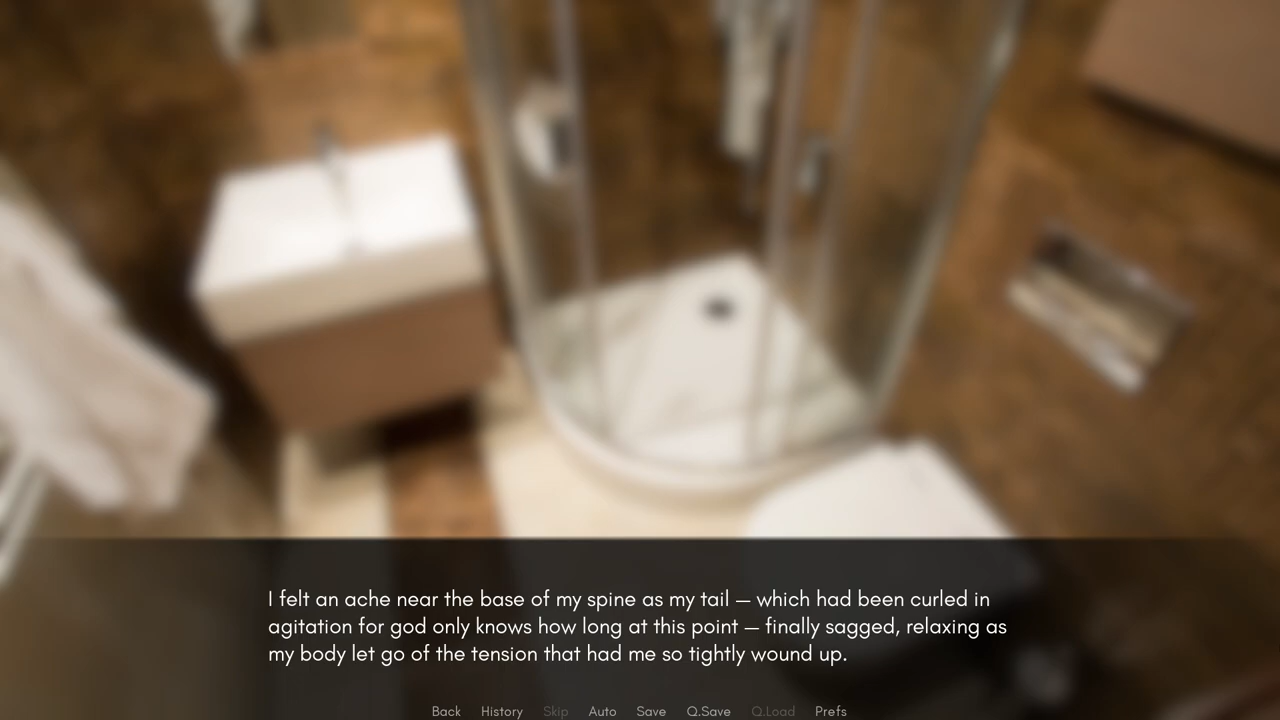 I felt an ache near the base of my spine as my tail — which had been curled in
agitation for god only knows how long at this point — finally sagged, relaxing as
my body let go of the tension that had me so tightly wound up.
Back History Skip Auto Save Q.Save Q.Load Prefs